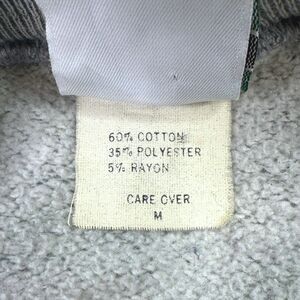 60% COTTON
35% POLYESTER
5% RAYON
CARE OVER
M